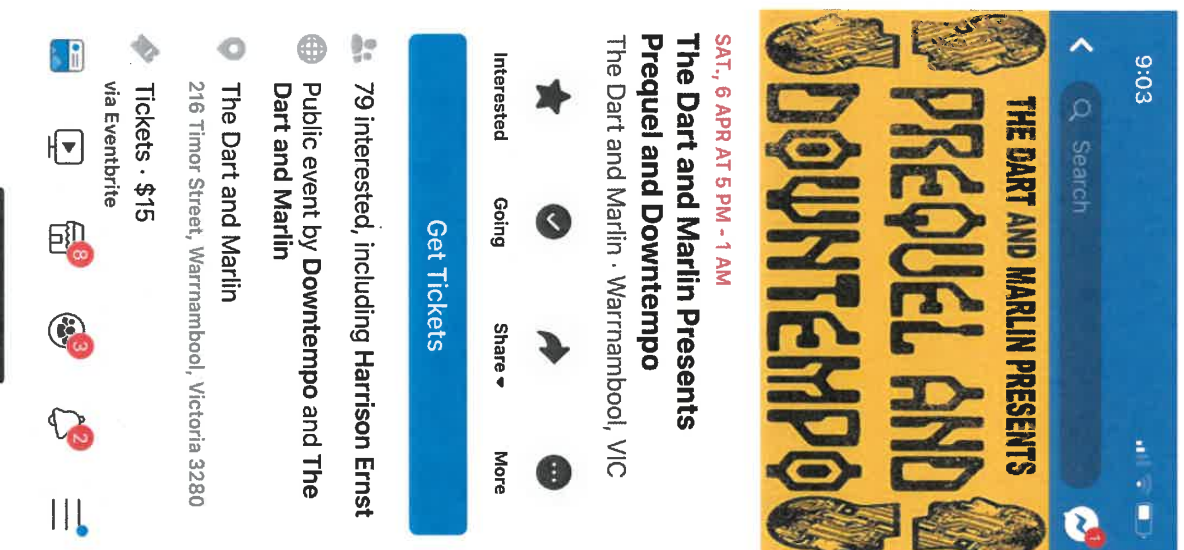 9:03
Search
1
THE DART AND MARLIN PRESENTS
PREQUEL AND
DOWNTEMPO
SAT., 6 APR AT 5 PM - 1 AM
The Dart and Marlin Presents
Prequel and Downtempo
The Dart and Marlin · Warrnambool, VIC
Interested
Going
Share
More
Get Tickets
79 interested, including Harrison Ernst
Public event by Downtempo and The
Dart and Marlin
The Dart and Marlin
216 Timor Street, Warrnambool, Victoria 3280
Tickets · $15
via Eventbrite
8
3
2